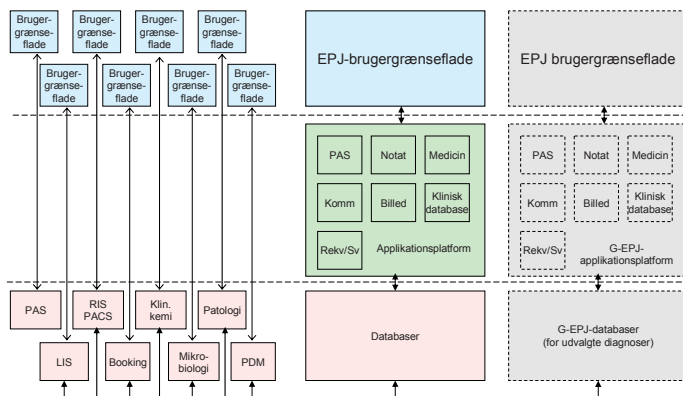 Bruger-
grænse-
flade
Bruger-
grænse-
flade
Bruger-
grænse-
flade
Bruger-
grænse-
flade
Bruger-
grænse-
flade
Bruger-
grænse-
flade
Bruger-
grænse-
flade
Bruger-
grænse-
flade
EPJ-brugergrænseflade
EPJ brugergrænseflade
PAS
Notat
Medicin
Komm
Billed
Klinisk
database
Rekv/Sv
Applikationsplatform
PAS
Notat
Medicin
Komm
Billed
Klinisk
database
Rekv/Sv
G-EPJ-
applikationsplatform
PAS
RIS
PACS
Klin.
kemi
Patologi
LIS
Booking
Mikro-
biologi
PDM
Databaser
G-EPJ-databaser
(for udvalgte diagnoser)